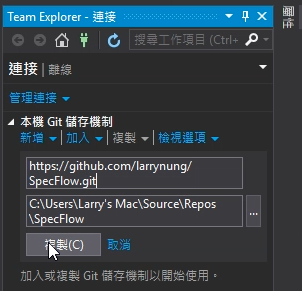 Team Explorer - 連接
搜尋工作項目 (Ctrl+
連接 | 離線
管理連接
本機 Git 儲存機制
新增 | 加入 | 複製 | 檢視選項
https://github.com/larrynung/
SpecFlow.git
C:\Users\Larry's Mac\Source\Repos
\SpecFlow
...
複製(C) 取消
加入或複製 Git 儲存機制以開始使用。
屬性